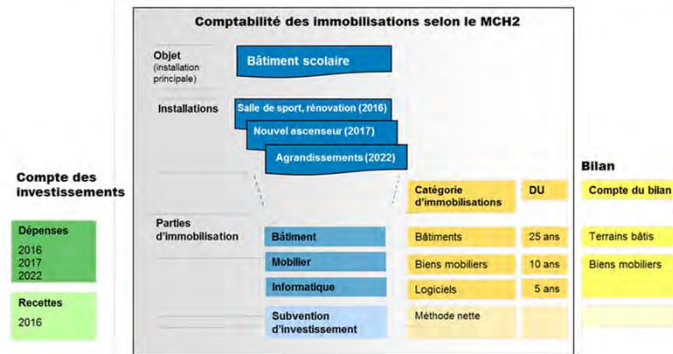 Comptabilité des immobilisations selon le MCH2
Objet
(installation
principale)
Bâtiment scolaire
Installations
Salle de sport, rénovation (2016)
Nouvel ascenseur (2017)
Agrandissements (2022)
Compte des
investissements
Dépenses
2016
2017
2022
Recettes
2016
Parties
d'immobilisation
Bâtiment
Mobilier
Informatique
Subvention
d'investissement
Catégorie
d'immobilisations
DU
Bâtiments
25 ans
Biens mobiliers
10 ans
Logiciels
5 ans
Méthode nette
Bilan
Compte du bilan
Terrains bâtis
Biens mobiliers